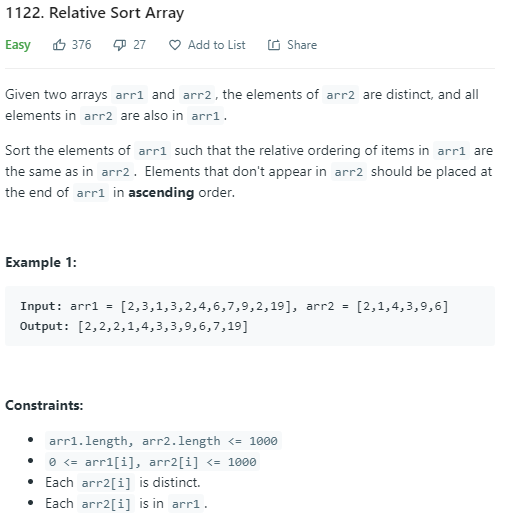 1122. Relative Sort Array
Easy 376 27 Add to List Share
Given two arrays arr1 and arr2, the elements of arr2 are distinct, and all
elements in arr2 are also in arr1.
Sort the elements of arr1 such that the relative ordering of items in arr1 are
the same as in arr2. Elements that don't appear in arr2 should be placed at
the end of arr1 in ascending order.
Example 1:
Input: arr1 = [2,3,1,3,2,4,6,7,9,2,19], arr2 = [2,1,4,3,9,6]
Output: [2,2,2,1,4,3,3,9,6,7,19]
Constraints:
• arr1.length, arr2.length <= 1000
• 0 <= arr1[i], arr2[i] <= 1000
• Each arr2[i] is distinct.
• Each arr2[i] is in arr1.